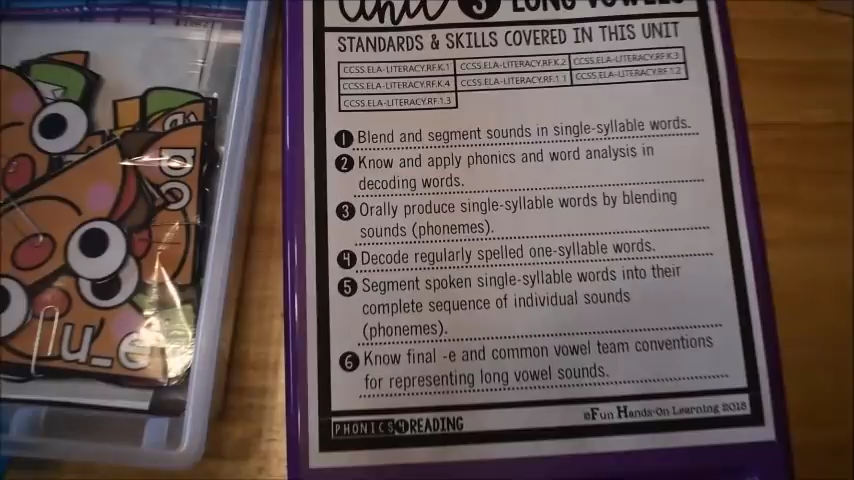 Unit 3 LONG VOWELS
STANDARDS & SKILLS COVERED IN THIS UNIT
CCSS.ELA-LITERACY.RF.K.1 CCSS.ELA-LITERACY.RF.K.2 CCSS.ELA-LITERACY.RF.K.3
CCSS.ELA-LITERACY.RF.K.4 CCSS.ELA-LITERACY.RF.1.1 CCSS.ELA-LITERACY.RF.1.2
CCSS.ELA-LITERACY.RF.1.3
1 Blend and segment sounds in single-syllable words.
2 Know and apply phonics and word analysis in
decoding words.
3 Orally produce single-syllable words by blending
sounds (phonemes).
4 Decode regularly spelled one-syllable words.
5 Segment spoken single-syllable words into their
complete sequence of individual sounds
(phonemes).
6 Know final -e and common vowel team conventions
for representing long vowel sounds.
PHONICS 4 READING
©Fun Hands-On Learning 2018
oa
u_e